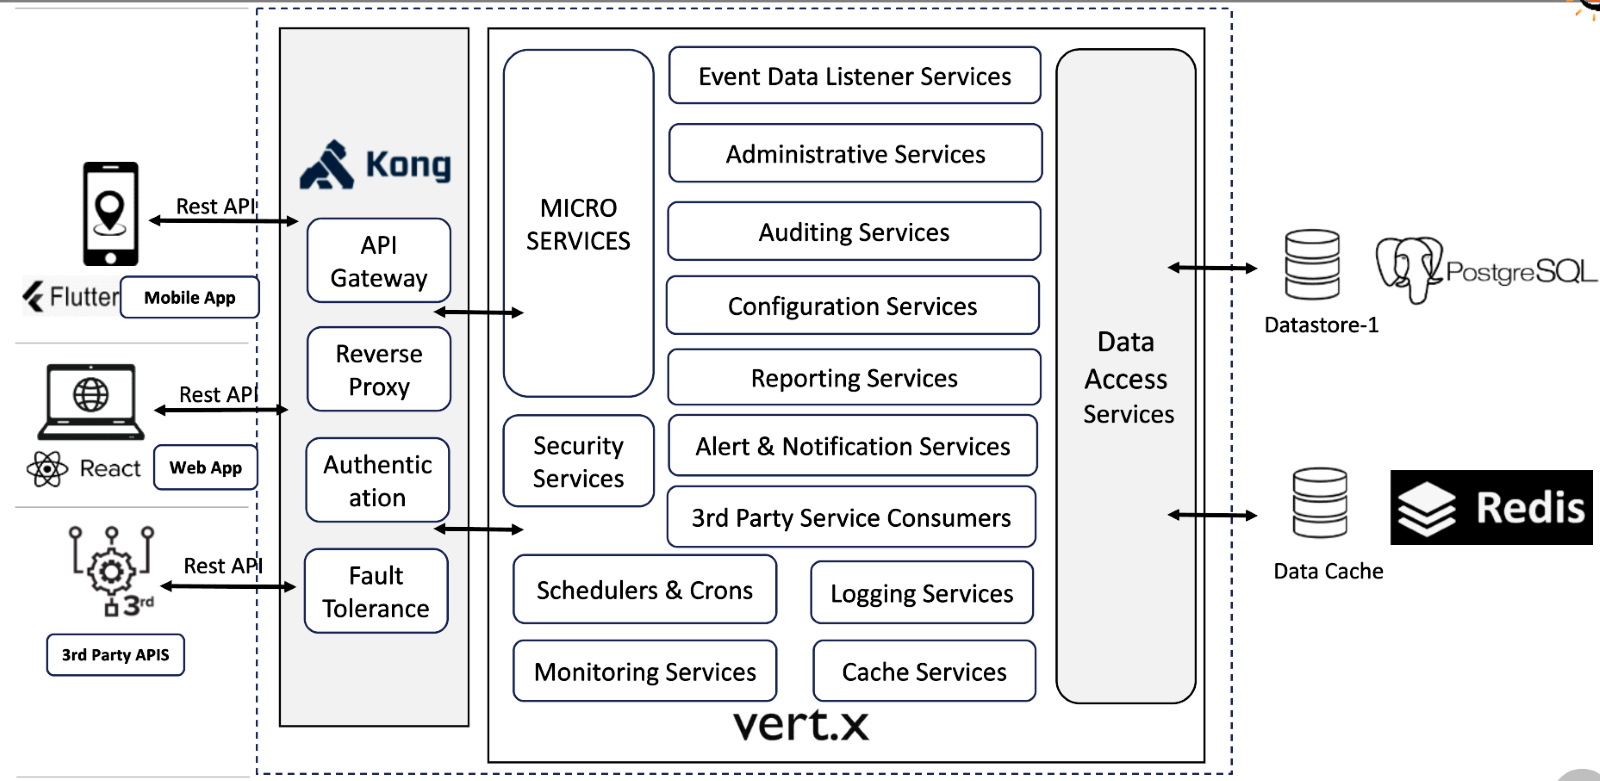 Rest API
Flutter
Mobile App
Rest API
React
Web App
Rest API
3rd
3rd Party APIS
Kong
API
Gateway
Reverse
Proxy
Authentic
ation
Fault
Tolerance
MICRO
SERVICES
Security
Services
Event Data Listener Services
Administrative Services
Auditing Services
Configuration Services
Reporting Services
Alert & Notification Services
3rd Party Service Consumers
Schedulers & Crons
Logging Services
Monitoring Services
Cache Services
vert.x
Data
Access
Services
PostgreSQL
Datastore-1
Redis
Data Cache